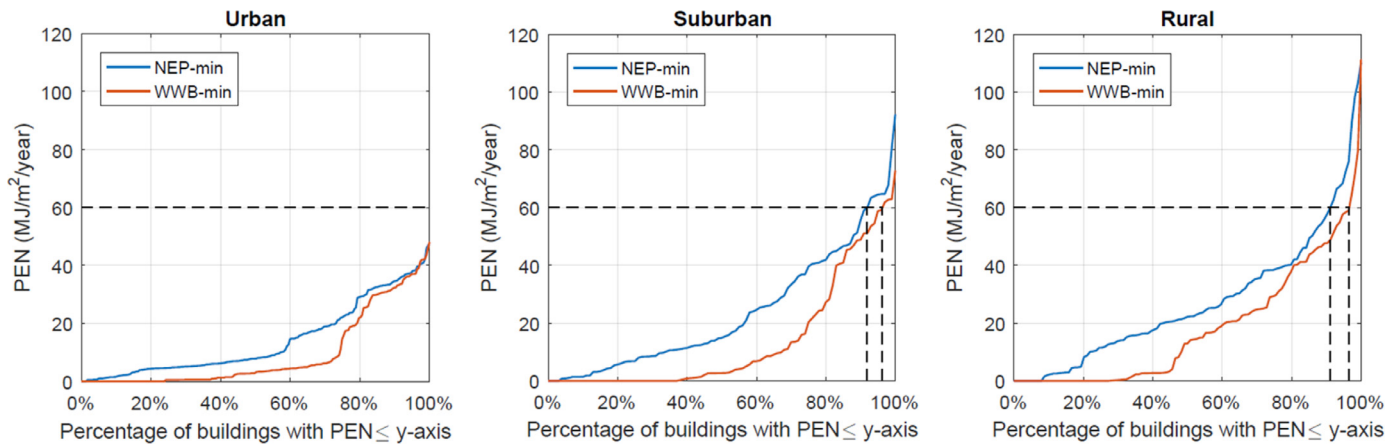 Urban
120
100
80
60
40
20
0
PEN (MJ/m²/year)
NEP-min
WWB-min
0% 20% 40% 60% 80% 100%
Percentage of buildings with PEN≤ y-axis
Suburban
120
100
80
60
40
20
0
PEN (MJ/m²/year)
NEP-min
WWB-min
0% 20% 40% 60% 80% 100%
Percentage of buildings with PEN≤ y-axis
Rural
120
100
80
60
40
20
0
PEN (MJ/m²/year)
NEP-min
WWB-min
0% 20% 40% 60% 80% 100%
Percentage of buildings with PEN≤ y-axis